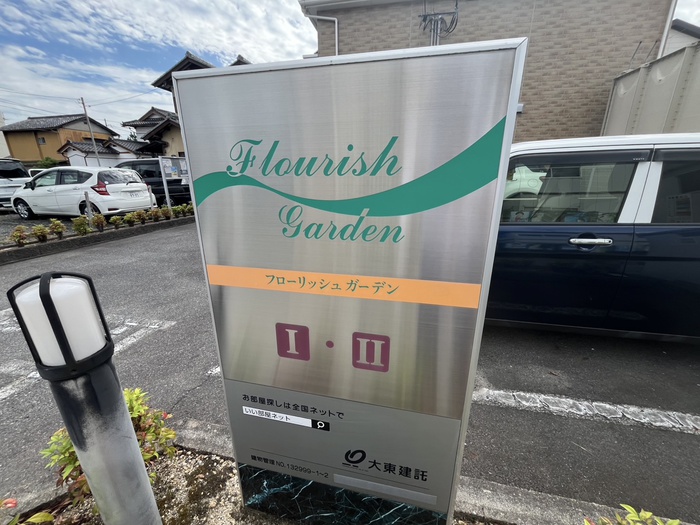 Flourish
Garden
フローリッシュガーデン
I・II
お部屋探しは全国ネットで
いい部屋ネット
大東建託
建物管理NO.132999-1~2